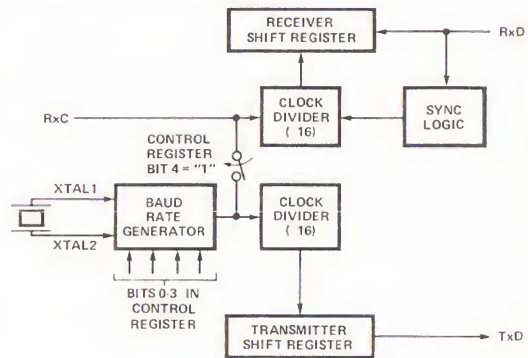 RECEIVER
SHIFT REGISTER
RxD
RxC
CLOCK
DIVIDER
( 16)
SYNC
LOGIC
CONTROL
REGISTER
BIT 4 = "1"
XTAL1
XTAL2
BAUD
RATE
GENERATOR
CLOCK
DIVIDER
( 16)
BITS 0-3 IN
CONTROL
REGISTER
TRANSMITTER
SHIFT REGISTER
TxD